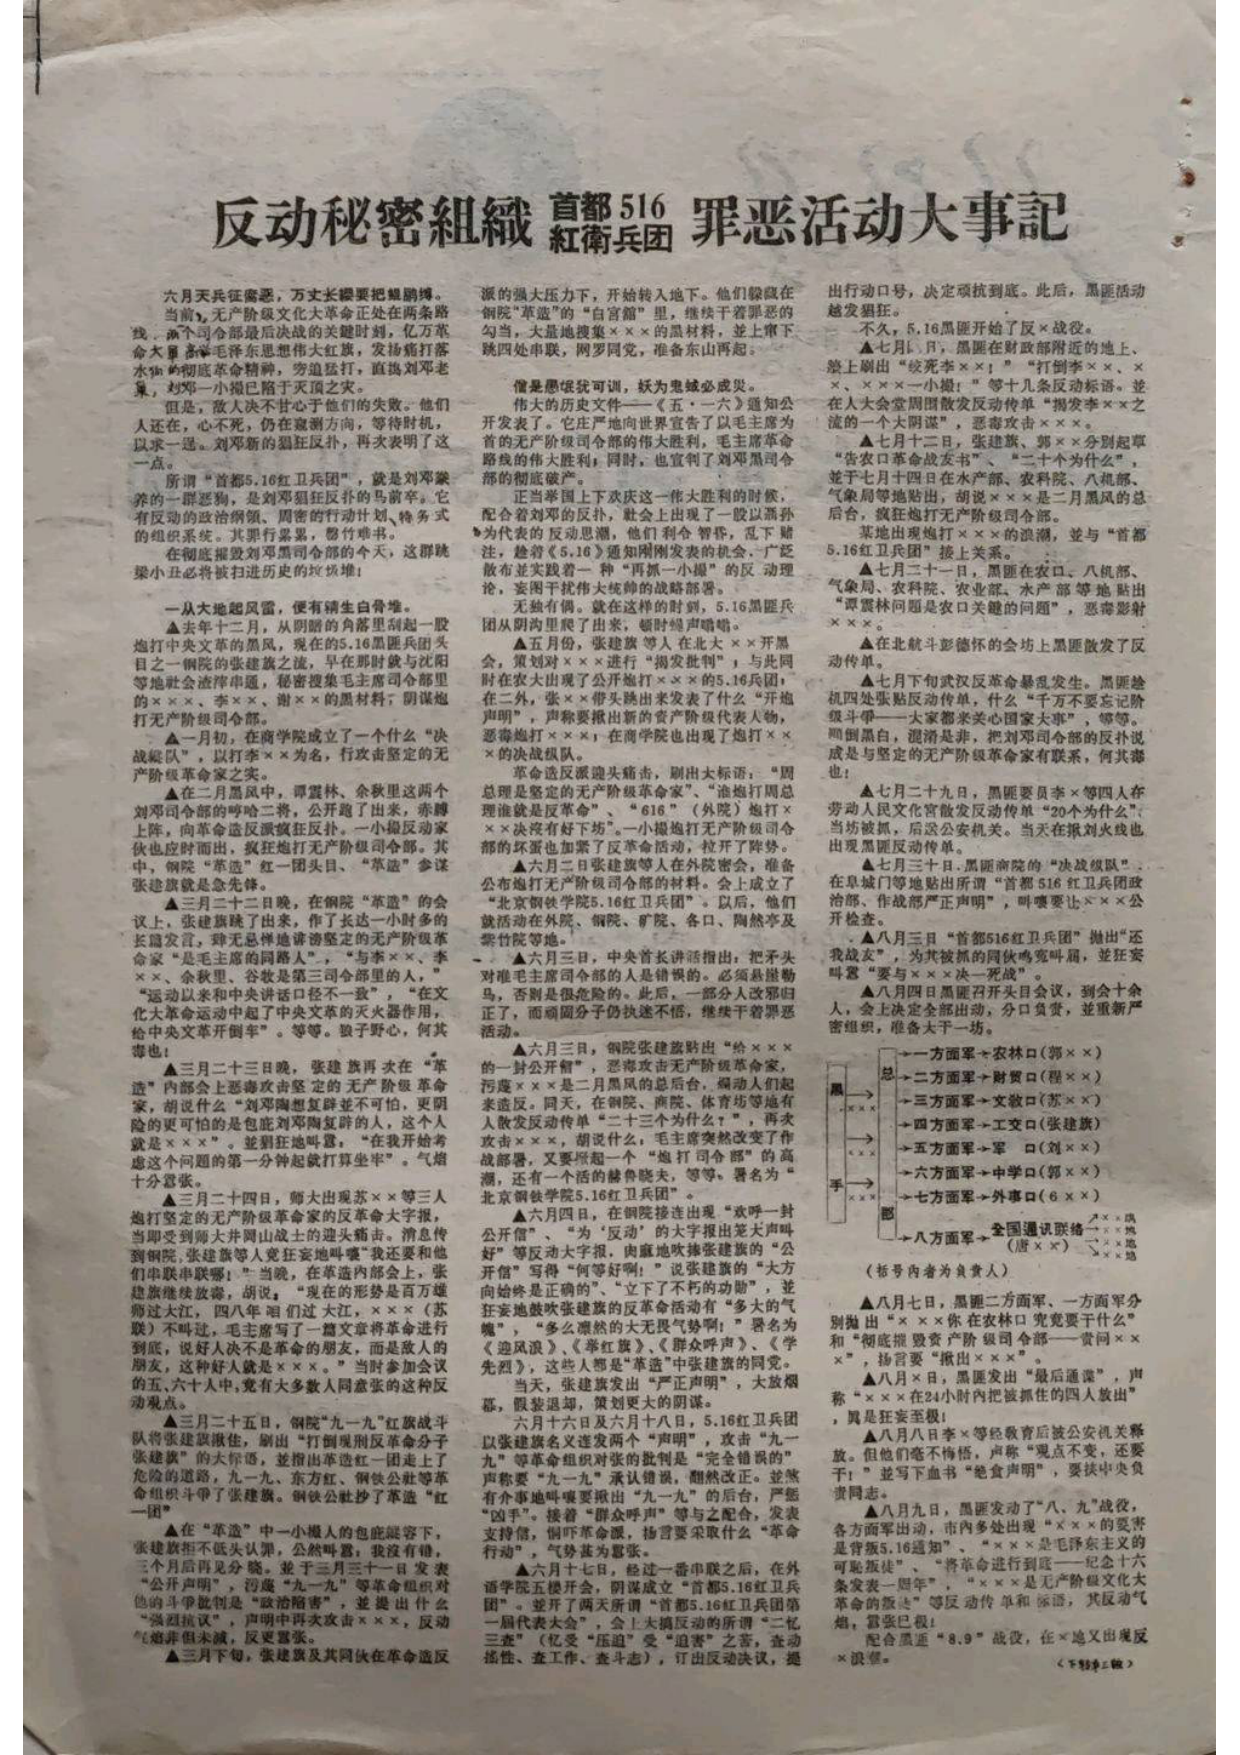 反动秘密組織 首都516紅衛兵团 罪恶活动大事記
六月天兵征腐恶，万丈长纓要把鲲鹏搏。
当前，无产阶级文化大革命正处在两条路
线、两个司令部最后决战的关键时刻，亿万革
命大軍高举毛泽东思想伟大红旗，发扬痛打落
水狗的彻底革命精神，穷追猛打，直捣刘邓老
巢，刘邓一小撮已陷于灭顶之灾。
但是，敌人决不甘心于他们的失败。他们
人还在，心不死，仍在窥测方向，等待时机，
以求一逞。刘邓新的猖狂反扑，再次表明了这
一点。
所谓“首都5.16红卫兵团”，就是刘邓豢
养的一群恶狗，是刘邓猖狂反扑的马前卒。它
有反动的政治纲领、周密的行动计划、特务式
的组织系统。其罪行累累，罄竹难书。
在彻底摧毁刘邓黑司令部的今天，这群跳
梁小丑必将被扫进历史的垃圾堆！
一从大地起风雷，便有精生白骨堆。
▲去年十二月，从阴暗的角落里刮起一股
炮打中央文革的黑风，现在的5.16黑匪兵团头
目之一钢院的张建旗之流，早在那时就与沈阳
等地社会渣滓串通，秘密搜集毛主席司令部里
的×××、李××、谢××的黑材料，阴谋炮
打无产阶级司令部。
▲一月初，在商学院成立了一个什么“决
战縱队”，以打李××为名，行攻击坚定的无
产阶级革命家之实。
▲在二月黑风中，谭震林、余秋里这两个
刘邓司令部的哼哈二将，公开跑了出来，赤膊
上阵，向革命造反派疯狂反扑。一小撮反动家
伙也应时而出，疯狂炮打无产阶级司令部。其
中，钢院“革造”红一团头目、“革造”参谋
张建旗就是急先锋。
▲三月二十二日晚，在钢院“革造”的会
议上，张建旗跳了出来，作了长达一小时多的
长篇发言，肆无忌惮地诽谤坚定的无产阶级革
命家“是毛主席的同路人”，“与李××、李
××、余秋里、谷牧是第三司令部里的人，”
“运动以来和中央讲话口径不一致”，“在文
化大革命运动中起了中央文革的灭火器作用，
给中央文革开倒车”。等等。狼子野心，何其
毒也！
▲三月二十三日晚，张建旗再次在“革
造”内部会上恶毒攻击坚定的无产阶级革命
家，胡说什么“刘邓陶想复辟並不可怕，更阴
险的更可怕的是包庇刘邓陶复辟的人，这个人
就是×××”。並猖狂地叫嚣：“在我开始考
虑这个问题的第一分钟起就打算坐牢”。气焰
十分嚣张。
▲三月二十四日，师大出现苏××等三人
炮打坚定的无产阶级革命家的反革命大字报，
当即受到师大井岡山战士的迎头痛击。消息传
到钢院，张建旗等人竟狂妄地叫嚷“我还要和他
们串联串联哪！”当晚，在革造内部会上，张
建旗继续放毒，胡说：“现在的形势是百万雄
师过大江，四八年咱们过大江，×××（苏
联）不叫过，毛主席写了一篇文章将革命进行
到底，说好人决不是革命的朋友，而是敌人的
朋友，这种好人就是×××。”当时参加会议
的五、六十人中，竟有大多数人同意张的这种反
动观点。
▲三月二十五日，钢院“九一九”红旗战斗
队将张建旗揪住，刷出“打倒现刑反革命分子
张建旗”的大标语，並指出革造红一团走上了
危险的道路，九一九、东方红、钢铁公社等革
命组织斗爭了张建旗。钢铁公社抄了革造“红
一团”
▲在“革造”中一小撮人的包庇縱容下，
张建旗拒不低头认罪，公然叫嚣：我沒有错，
三个月后再见分晓。並于三月三十一日发表
“公开声明”，污蔑“九一九”等革命组织对
他的斗爭批判是“政治陷害”，並提出什么
“强烈抗议”，声明中再次攻击×××，反动
气焰非但未减，反更嚣张。
▲三月下旬，张建旗及其同伙在革命造反
派的强大压力下，开始转入地下。他们躲藏在
钢院“革造”的“白宫館”里，继续干着罪恶的
勾当，大量地搜集×××的黑材料，並上窜下
跳四处串联，网罗同党，准备东山再起。
僧是愚氓犹可训，妖为鬼蜮必成災。
伟大的历史文件——《五·一六》通知公
开发表了。它庄严地向世界宣告了以毛主席为
首的无产阶级司令部的伟大胜利，毛主席革命
路线的伟大胜利；同时，也宣判了刘邓黑司令
部的彻底破产。
正当举国上下欢庆这一伟大胜利的时候，
配合着刘邓的反扑，社会上出现了一股以聶孙
为代表的反动思潮，他们利令智昏，乱下赌
注，趁着《5.16》通知刚刚发表的机会，广泛
散布並实践着一种“再抓一小撮”的反动理
论，妄图干扰伟大统帅的战略部署。
无独有偶。就在这样的时刻，5.16黑匪兵
团从阴沟里爬了出来，顿时蝇声嗡嗡。
▲五月份，张建旗等人在北大××开黑
会，策划对×××进行“揭发批判”；与此同
时在农大出现了公开炮打×××的5.16兵团；
在二外，张××带头跳出来发表了什么“开炮
声明”，声称要揪出新的资产阶级代表人物，
恶毒炮打×××；在商学院也出现了炮打××
×的决战纵队。
革命造反派迎头痛击，刷出大标语：“周
总理是坚定的无产阶级革命家”、“谁炮打周总
理谁就是反革命”、“616”（外院）炮打×
××决沒有好下坊”。一小撮炮打无产阶级司令
部的坏蛋也加紧了反革命活动，拉开了阵势。
▲六月二日张建旗等人在外院密会，准备
公布炮打无产阶级司令部的材料。会上成立了
“北京钢铁学院5.16红卫兵团”。以后，他们
就活动在外院、钢院、矿院、各口、陶然亭及
紫竹院等地。
▲六月三日，中央首长讲话指出：把矛头
对准毛主席司令部的人是错误的。必须悬崖勒
马，否则是很危险的。此后，一部分人改邪归
正了，而頑固分子仍执迷不悟，继续干着罪恶
活动。
▲六月三日，钢院张建旗贴出“给×××
的一封公开信”，恶毒攻击无产阶级革命家，
污蔑×××是二月黑风的总后台，煽动人们起
来造反。同天，在钢院、商院、体育坊等地有
人散发反动传单“二十三个为什么？”，再次
攻击×××，胡说什么：毛主席突然改变了作
战部署，又要掀起一个“炮打司令部”的高
潮，还有一个活的赫鲁晓夫，等等。署名为“
北京钢铁学院5.16红卫兵团”。
▲六月四日，在钢院接连出现“欢呼一封
公开信”、“为‘反动’的大字报出笼大声叫
好”等反动大字报，肉麻地吹捧张建旗的“公
开信”写得“何等好啊！”说张建旗的“大方
向始终是正确的”、“立下了不朽的功勋”，並
狂妄地鼓吹张建旗的反革命活动有“多大的气
魄”，“多么凛然的大无畏气势啊！”署名为
《迎风浪》、《举红旗》、《群众呼声》、《学
先烈》，这些人都是“革造”中张建旗的同党。
当天，张建旗发出“严正声明”，大放烟
幕，假装退却，策划更大的阴谋。
六月十六日及六月十八日，5.16红卫兵团
以张建旗名义连发两个“声明”，攻击“九一
九”等革命组织对张的批判是“完全错误的”
声称要“九一九”承认错误，翻然改正。並煞
有介事地叫嚷要揪出“九一九”的后台，严惩
“凶手”。接着“群众呼声”等与之配合，发表
支持信，恫吓革命派，扬言要采取什么“革命
行动”，气势甚为嚣张。
▲六月十七日，经过一番串联之后，在外
语学院五楼开会，阴谋成立“首都5.16红卫兵
团”。並开了两天所谓“首都5.16红卫兵团第
一届代表大会”，会上大搞反动的所谓“二忆
三查”（忆受“压迫”受“迫害”之苦，查动
搖性、查工作、查斗志），订出反动决议，提
出行动口号，决定顽抗到底。此后，黑匪活动
越发猖狂。
不久，5.16黑匪开始了反×战役。
▲七月 日，黑匪在财政部附近的地上、
墙上刷出“绞死李××！”“打倒李××、×
×、×××一小撮！”等十几条反动标语。並
在人大会堂周围散发反动传单“揭发李××之
流的一个大阴谋”，恶毒攻击×××。
▲七月十二日，张建旗、郭××分别起草
“告农口革命战友书”、“二十个为什么”，
並于七月十四日在水产部、农科院、八机部、
气象局等地贴出，胡说×××是二月黑风的总
后台，疯狂炮打无产阶级司令部。
某地出现炮打×××的浪潮，並与“首都
5.16红卫兵团”接上关系。
▲七月二十一日，黑匪在农口、八机部、
气象局、农科院、农业部、水产部等地贴出
“谭震林问题是农口关键的问题”，恶毒影射
×××。
▲在北航斗彭德怀的会坊上黑匪散发了反
动传单。
▲七月下旬武汉反革命暴乱发生。黑匪趁
机四处张贴反动传单，什么“千万不要忘记阶
级斗爭——大家都来关心国家大事”，等等。
颠倒黑白，混淆是非，把刘邓司令部的反扑说
成是与坚定的无产阶级革命家有联系，何其毒
也！
▲七月二十九日，黑匪要员李×等四人在
劳动人民文化宫散发反动传单“20个为什么”，
当坊被抓，后送公安机关。当天在揪刘火线也
出现黑匪反动传单。
▲七月三十日，黑匪商院的“决战纵队”
在阜城门等地贴出所谓“首都516红卫兵团政
治部、作战部严正声明”，叫嚷要让×××公
开检查。
▲八月三日“首都516红卫兵团”抛出“还
我战友”，为其被抓的同伙鸣寃叫屈，並狂妄
叫嚣“要与×××决一死战”。
▲八月四日黑匪召开头目会议，到会十余
人，会上决定全部出动，分口负责，並重新严
密组织，准备大干一坊。
黑手
×××
×××
×××
总部
一方面军→农林口（郭××）
二方面军→财贸口（程××）
三方面军→文教口（苏××）
四方面军→工交口（张建旗）
五方面军→军 口（刘××）
六方面军→中学口（郭××）
七方面军→外事口（6××）
八方面军→全国通讯联络（唐××）
（括号内者为负责人）
▲八月七日，黑匪二方面军、一方面军分
别抛出“×××你在农林口究竟要干什么”
和“彻底摧毁资产阶级司令部——责问××
×”，扬言要“揪出×××”。
▲八月×日，黑匪发出“最后通谍”，声
称“×××在24小时内把被抓住的四人放出”
，真是狂妄至极！
▲八月八日李×等经教育后被公安机关释
放。但他们毫不悔悟，声称“观点不变，还要
干！”並写下血书“绝食声明”，要挟中央负
责同志。
▲八月九日，黑匪发动了“八、九”战役，
各方面军出动，市内多处出现“×××的要害
是背叛5.16通知”、“×××是毛泽东主义的
可恥叛徒”、“将革命进行到底——纪念十六
条发表一周年”，“×××是无产阶级文化大
革命的叛徒”等反动传单和标语，其反动气
焰，嚣张已极！
配合黑匪“8.9”战役，在×地又出现反
×浪潮。
（下转第三版）